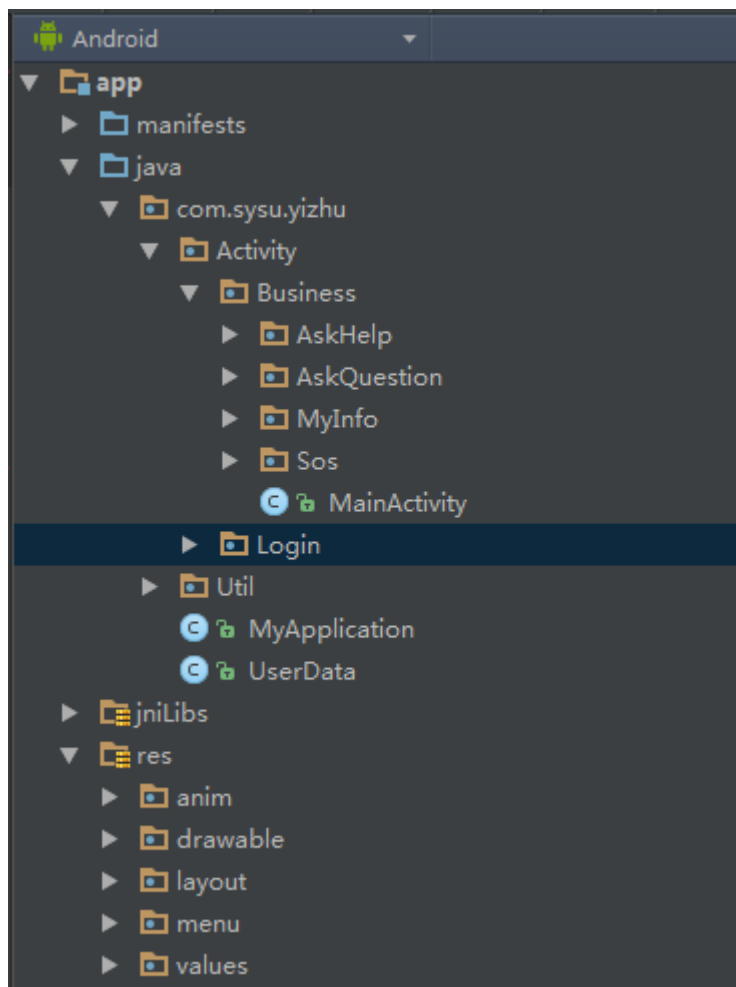 Android
app
manifests
java
com.sysu.yizhu
Activity
Business
AskHelp
AskQuestion
MyInfo
Sos
MainActivity
Login
Util
MyApplication
UserData
jniLibs
res
anim
drawable
layout
menu
values